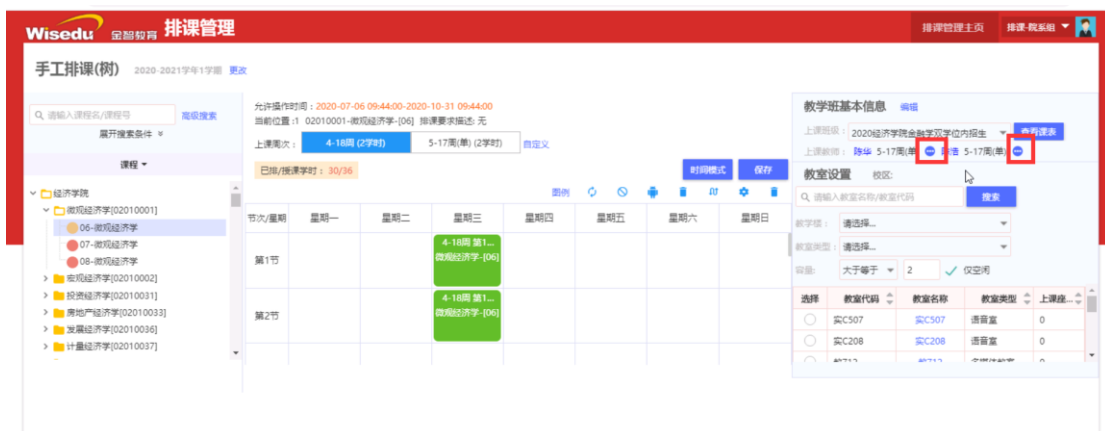 Wisedu 金智教育 排课管理 排课管理主页 排课-院系组
手工排课(树) 2020-2021学年1学期 更改
请输入课程名/课程号 高级搜索
展开搜索条件
课程
经济学院
微观经济学[02010001]
06-微观经济学
07-微观经济学
08-微观经济学
宏观经济学[02010002]
投资经济学[02010031]
房地产经济学[02010033]
发展经济学[02010036]
计量经济学[02010037]
允许操作时间：2020-07-06 09:44:00-2020-10-31 09:44:00
当前位置：1 02010001-微观经济学-[06] 排课要求描述: 无
上课周次： 4-18周 (2学时) 5-17周(单) (2学时) 自定义
已排/授课学时：30/36 时间模式 保存
图例
节次/星期 星期一 星期二 星期三 星期四 星期五 星期六 星期日
第1节 4-18周 第1...
微观经济学-[06]
第2节 4-18周 第1...
微观经济学-[06]
教学班基本信息 编辑
上课班级： 2020经济学院金融学双学位内招生 查看课表
上课教师： 陈华 5-17周(单) 5-17周(单)
教室设置 校区:
请输入教室名称/教室代码 搜索
教学楼： 请选择...
教室类型： 请选择...
容量: 大于等于 2 仅空闲
选择 教室代码 教室名称 教室类型 上课座...
实C507 实C507 语音室 0
实C208 实C208 语音室 0